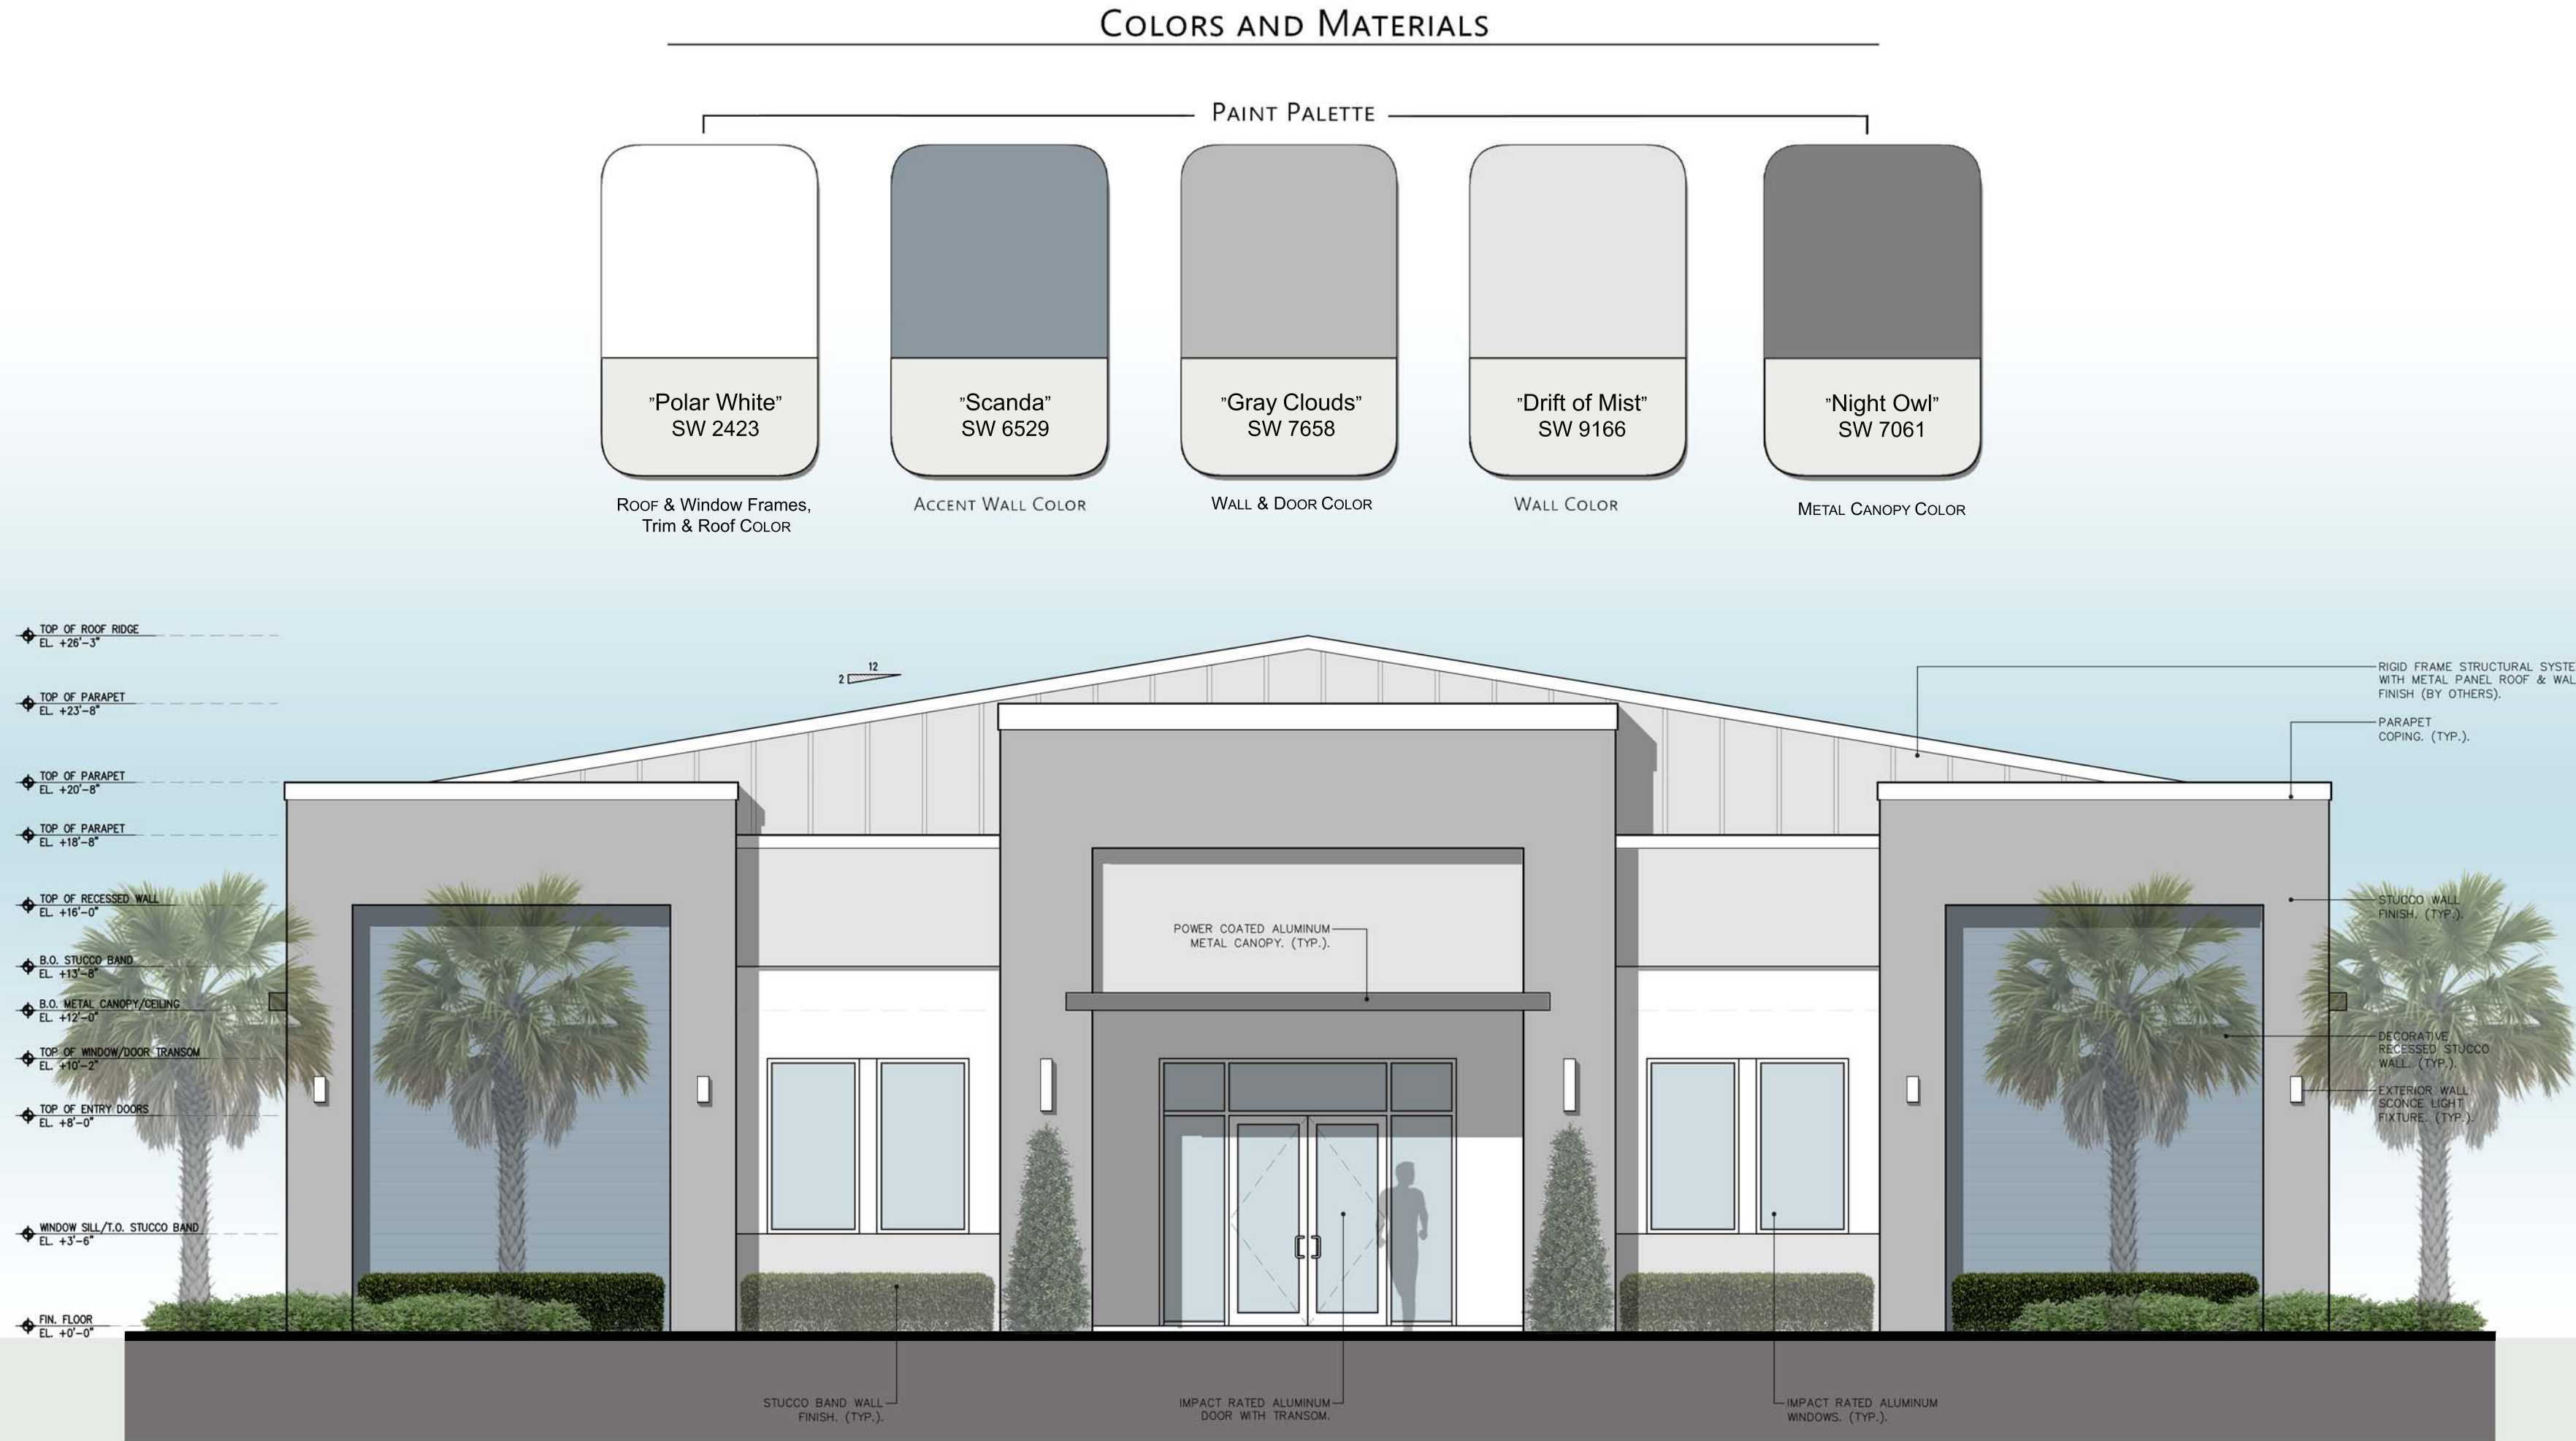 COLORS AND MATERIALS
PAINT PALETTE
"Polar White"
SW 2423
"Scanda"
SW 6529
"Gray Clouds"
SW 7658
"Drift of Mist"
SW 9166
"Night Owl"
SW 7061
ROOF & Window Frames,
Trim & Roof COLOR
ACCENT WALL COLOR
WALL & DOOR COLOR
WALL COLOR
METAL CANOPY COLOR
TOP OF ROOF RIDGE
EL. +26'-3"
TOP OF PARAPET
EL. +23'-8"
TOP OF PARAPET
EL. +20'-8"
TOP OF PARAPET
EL. +18'-8"
TOP OF RECESSED WALL
EL. +16'-0"
B.O. STUCCO BAND
EL. +13'-8"
B.O. METAL CANOPY/CEILING
EL. +12'-0"
TOP OF WINDOW/DOOR TRANSOM
EL. +10'-2"
TOP OF ENTRY DOORS
EL. +8'-0"
WINDOW SILL/T.O. STUCCO BAND
EL. +3'-6"
FIN. FLOOR
EL. +0'-0"
12
2
POWER COATED ALUMINUM
METAL CANOPY. (TYP.).
RIGID FRAME STRUCTURAL SYSTE
WITH METAL PANEL ROOF & WAL
FINISH (BY OTHERS).
PARAPET
COPING. (TYP.).
STUCCO WALL
FINISH. (TYP.).
DECORATIVE
RECESSED STUCCO
WALL. (TYP.).
EXTERIOR WALL
SCONCE LIGHT
FIXTURE. (TYP.).
STUCCO BAND WALL
FINISH. (TYP.).
IMPACT RATED ALUMINUM
DOOR WITH TRANSOM.
IMPACT RATED ALUMINUM
WINDOWS. (TYP.).